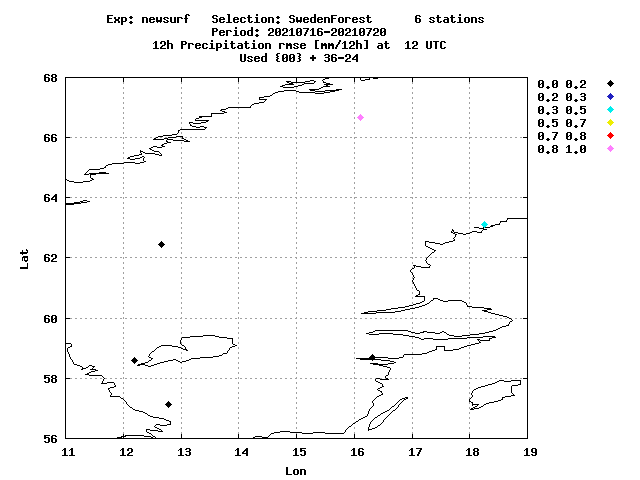 Exp: newsurf   Selection: SwedenForest      6 stations
Period: 20210716-20210720
12h Precipitation rmse [mm/12h] at  12 UTC
Used {00} + 36-24
68
66
64
62
60
58
56
Lat
11 12 13 14 15 16 17 18 19
Lon
0.0 0.2
0.2 0.3
0.3 0.5
0.5 0.7
0.7 0.8
0.8 1.0